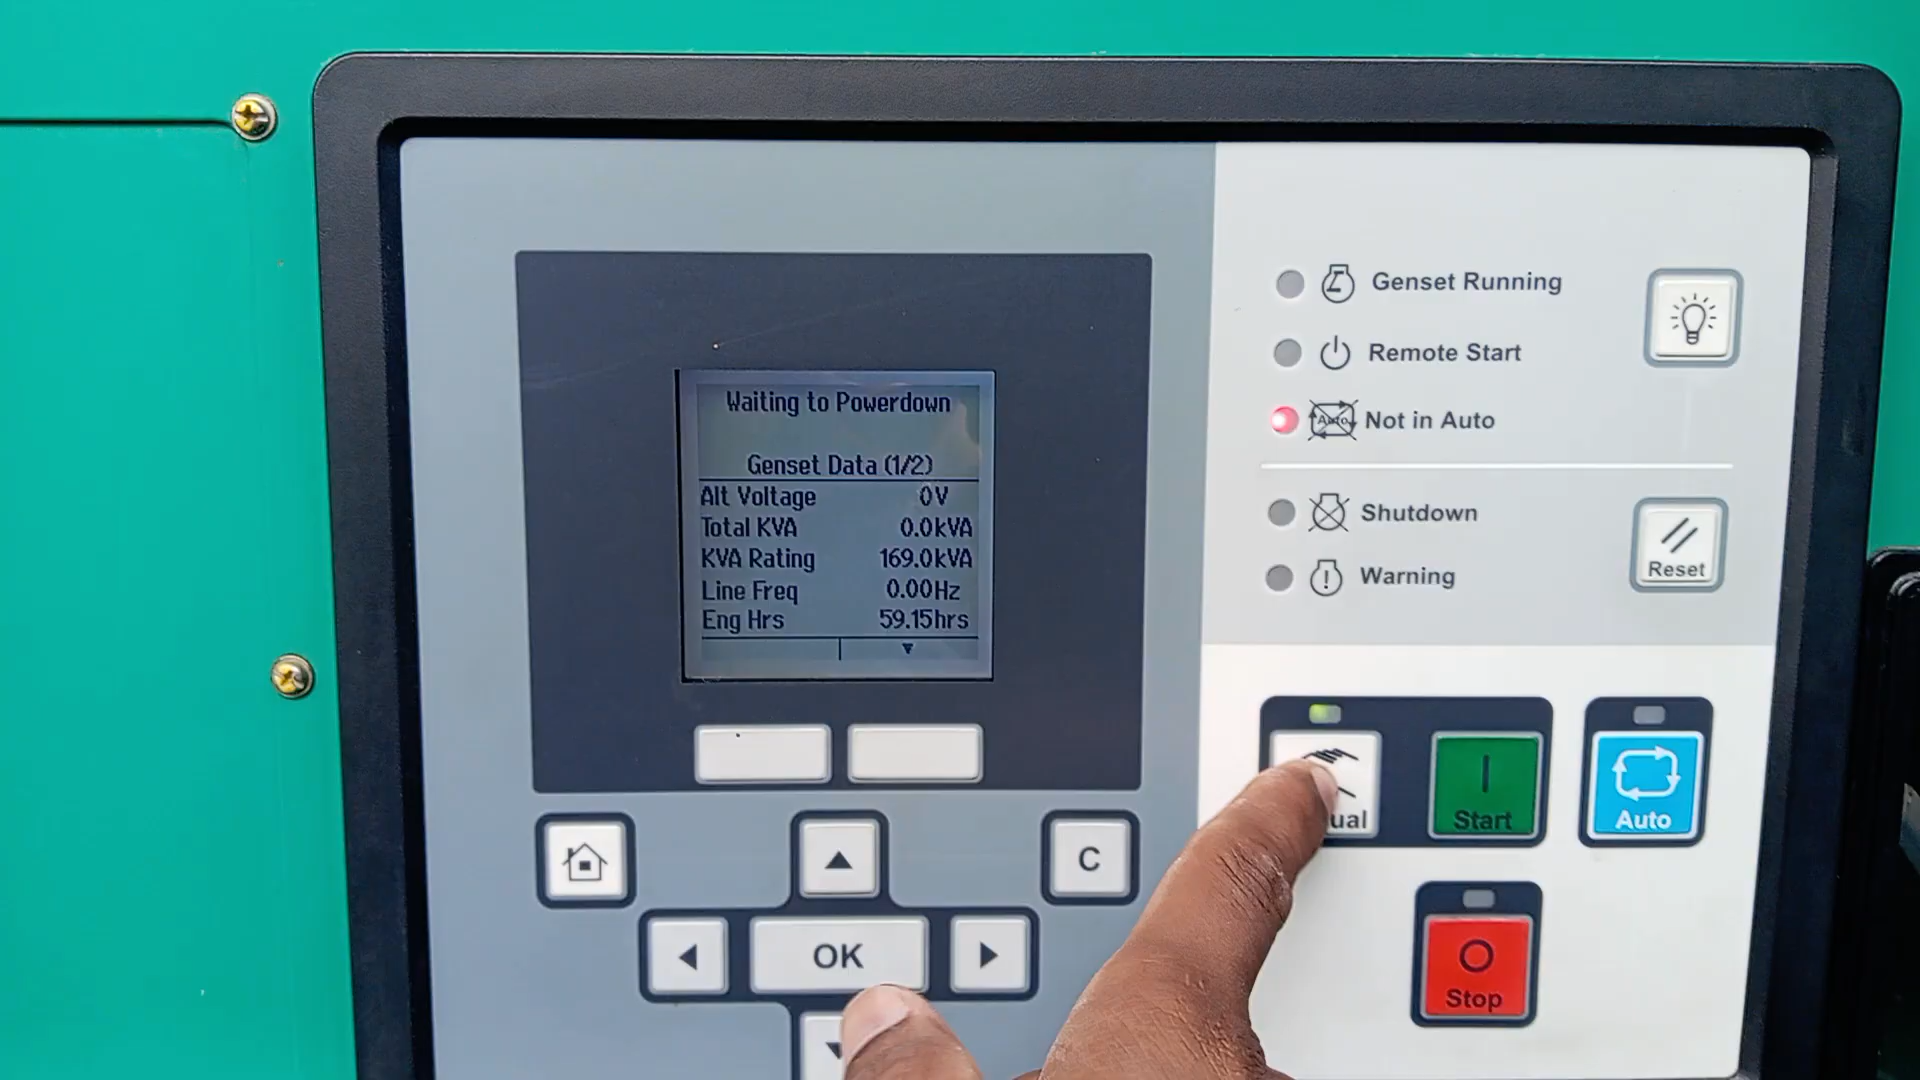 Waiting to Powerdown
Genset Data (1/2)
Alt Voltage 0V
Total KVA 0.0kVA
KVA Rating 169.0kVA
Line Freq 0.00Hz
Eng Hrs 59.15hrs
Genset Running
Remote Start
Auto
Not in Auto
Shutdown
Warning
Reset
ual
Start
Auto
C
OK
Stop